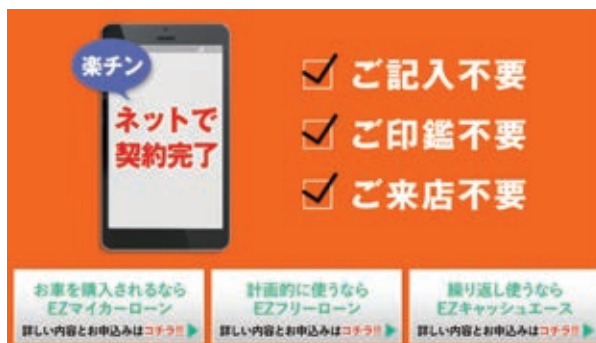 楽チン
ネットで
契約完了
ご記入不要
ご印鑑不要
ご来店不要
お車を購入されるなら
EZマイカーローン
詳しい内容とお申込みはコチラ!!
計画的に使うなら
EZフリーローン
詳しい内容とお申込みはコチラ!!
繰り返し使うなら
EZキャッシュエース
詳しい内容とお申込みはコチラ!!